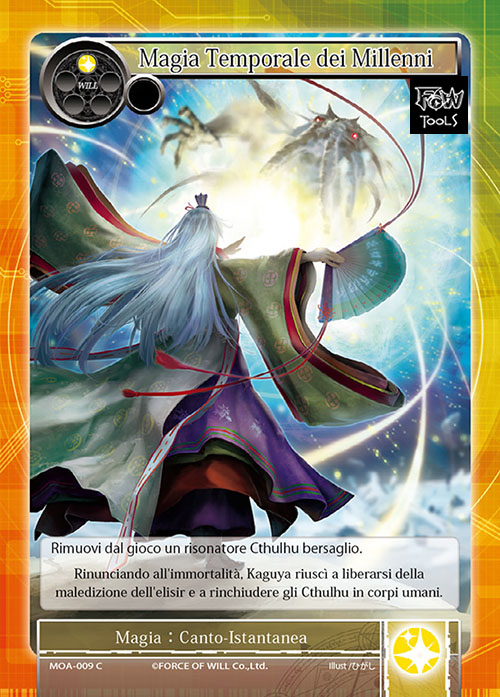 Magia Temporale dei Millenni
WILL
FOW
TOOLS
Rimuovi dal gioco un risonatore Cthulhu bersaglio.
Rinunciando all'immortalità, Kaguya riuscì a liberarsi della
maledizione dell'elisir e a rinchiudere gli Cthulhu in corpi umani.
Magia : Canto-Istantanea
MOA-009 C ©FORCE OF WILL Co.,Ltd. Illust/ひがし